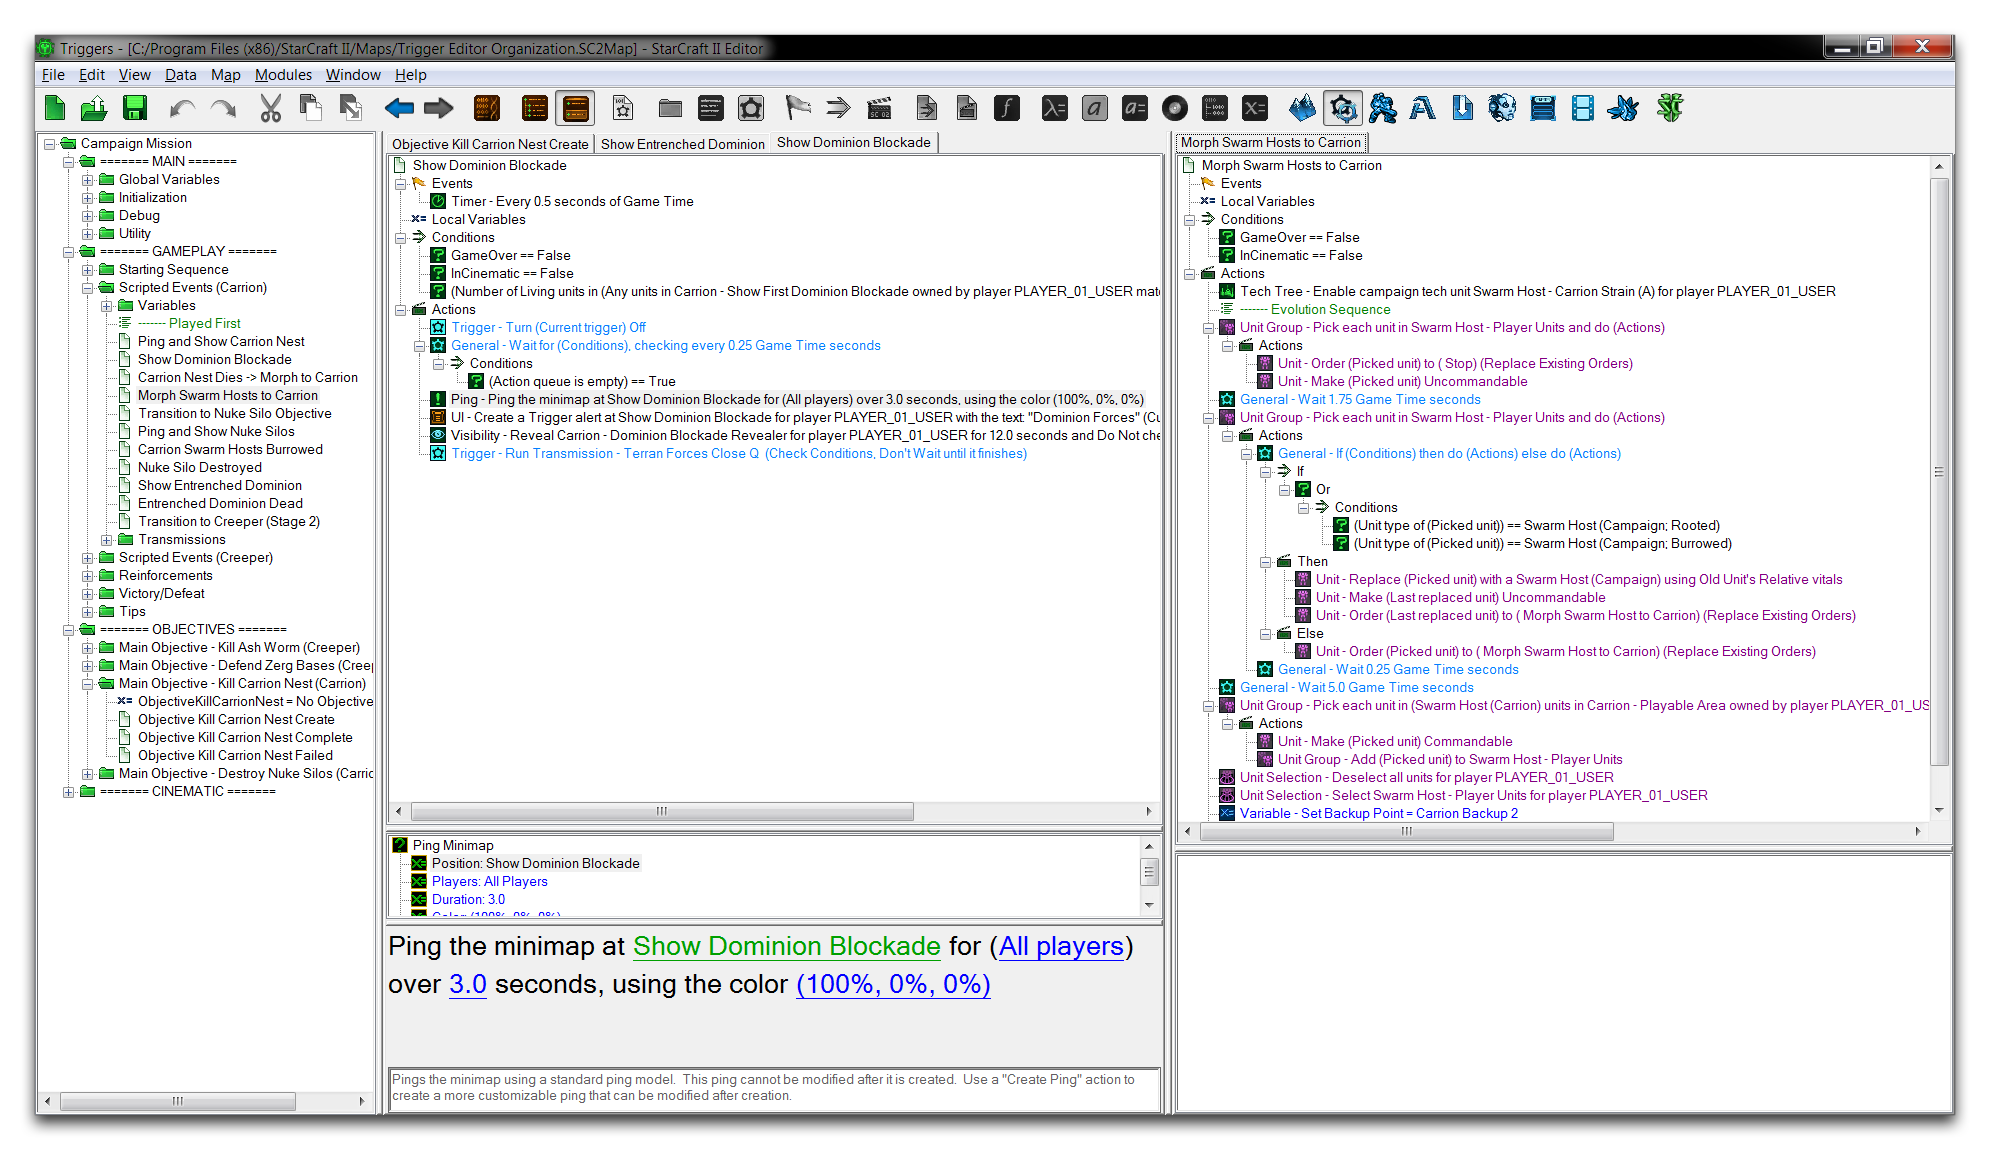 Triggers - [C:/Program Files (x86)/StarCraft II/Maps/Trigger Editor Organization.SC2Map] - StarCraft II Editor
File Edit View Data Map Modules Window Help
Campaign Mission
======= MAIN =======
Global Variables
Initialization
Debug
Utility
======= GAMEPLAY =======
Starting Sequence
Scripted Events (Carrion)
Variables
------- Played First
Ping and Show Carrion Nest
Show Dominion Blockade
Carrion Nest Dies -> Morph to Carrion
Morph Swarm Hosts to Carrion
Transition to Nuke Silo Objective
Ping and Show Nuke Silos
Carrion Swarm Hosts Burrowed
Nuke Silo Destroyed
Show Entrenched Dominion
Entrenched Dominion Dead
Transition to Creeper (Stage 2)
Transmissions
Scripted Events (Creeper)
Reinforcements
Victory/Defeat
Tips
======= OBJECTIVES =======
Main Objective - Kill Ash Worm (Creeper)
Main Objective - Defend Zerg Bases (Creep
Main Objective - Kill Carrion Nest (Carrion)
ObjectiveKillCarrionNest = No Objective
Objective Kill Carrion Nest Create
Objective Kill Carrion Nest Complete
Objective Kill Carrion Nest Failed
Main Objective - Destroy Nuke Silos (Carric
======= CINEMATIC =======
Objective Kill Carrion Nest Create Show Entrenched Dominion Show Dominion Blockade
Show Dominion Blockade
Events
Timer - Every 0.5 seconds of Game Time
Local Variables
Conditions
GameOver == False
InCinematic == False
(Number of Living units in (Any units in Carrion - Show First Dominion Blockade owned by player PLAYER_01_USER mat
Actions
Trigger - Turn (Current trigger) Off
General - Wait for (Conditions), checking every 0.25 Game Time seconds
Conditions
(Action queue is empty) == True
Ping - Ping the minimap at Show Dominion Blockade for (All players) over 3.0 seconds, using the color (100%, 0%, 0%)
UI - Create a Trigger alert at Show Dominion Blockade for player PLAYER_01_USER with the text: "Dominion Forces" (Cu
Visibility - Reveal Carrion - Dominion Blockade Revealer for player PLAYER_01_USER for 12.0 seconds and Do Not che
Trigger - Run Transmission - Terran Forces Close Q (Check Conditions, Don't Wait until it finishes)
Ping Minimap
Position: Show Dominion Blockade
Players: All Players
Duration: 3.0
Color: (100%, 0%, 0%)
Ping the minimap at Show Dominion Blockade for (All players)
over 3.0 seconds, using the color (100%, 0%, 0%)
Pings the minimap using a standard ping model. This ping cannot be modified after it is created. Use a "Create Ping" action to
create a more customizable ping that can be modified after creation.
Morph Swarm Hosts to Carrion
Morph Swarm Hosts to Carrion
Events
Local Variables
Conditions
GameOver == False
InCinematic == False
Actions
Tech Tree - Enable campaign tech unit Swarm Host - Carrion Strain (A) for player PLAYER_01_USER
------- Evolution Sequence
Unit Group - Pick each unit in Swarm Host - Player Units and do (Actions)
Actions
Unit - Order (Picked unit) to ( Stop) (Replace Existing Orders)
Unit - Make (Picked unit) Uncommandable
General - Wait 1.75 Game Time seconds
Unit Group - Pick each unit in Swarm Host - Player Units and do (Actions)
Actions
General - If (Conditions) then do (Actions) else do (Actions)
If
Or
Conditions
(Unit type of (Picked unit)) == Swarm Host (Campaign; Rooted)
(Unit type of (Picked unit)) == Swarm Host (Campaign; Burrowed)
Then
Unit - Replace (Picked unit) with a Swarm Host (Campaign) using Old Unit's Relative vitals
Unit - Make (Last replaced unit) Uncommandable
Unit - Order (Last replaced unit) to ( Morph Swarm Host to Carrion) (Replace Existing Orders)
Else
Unit - Order (Picked unit) to ( Morph Swarm Host to Carrion) (Replace Existing Orders)
General - Wait 0.25 Game Time seconds
General - Wait 5.0 Game Time seconds
Unit Group - Pick each unit in (Swarm Host (Carrion) units in Carrion - Playable Area owned by player PLAYER_01_US
Actions
Unit - Make (Picked unit) Commandable
Unit Group - Add (Picked unit) to Swarm Host - Player Units
Unit Selection - Deselect all units for player PLAYER_01_USER
Unit Selection - Select Swarm Host - Player Units for player PLAYER_01_USER
Variable - Set Backup Point = Carrion Backup 2